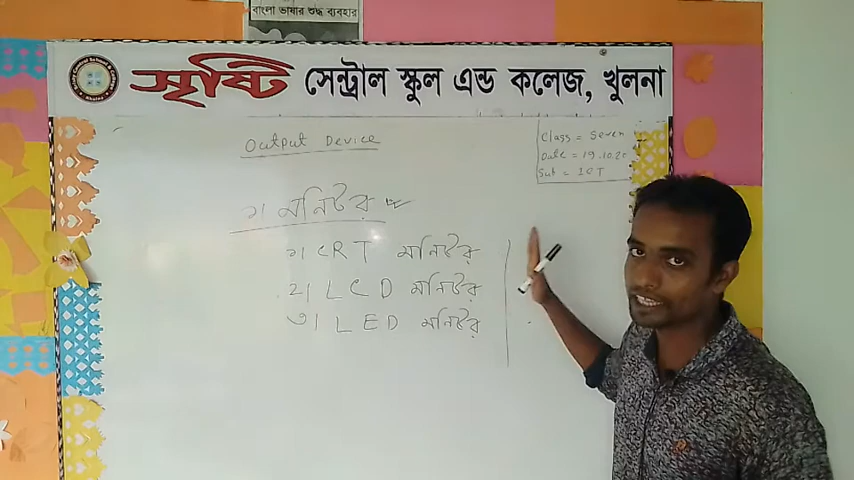 বাংলা ভাষার শুদ্ধ ব্যবহার
সৃষ্টি সেন্ট্রাল স্কুল এন্ড কলেজ, খুলনা
Output Device
Class = Seven
Date = 19.10.2
Sub = ICT
১। মনিটর
১। CRT মনিটর
২। LCD মনিটর
৩। LED মনিটর